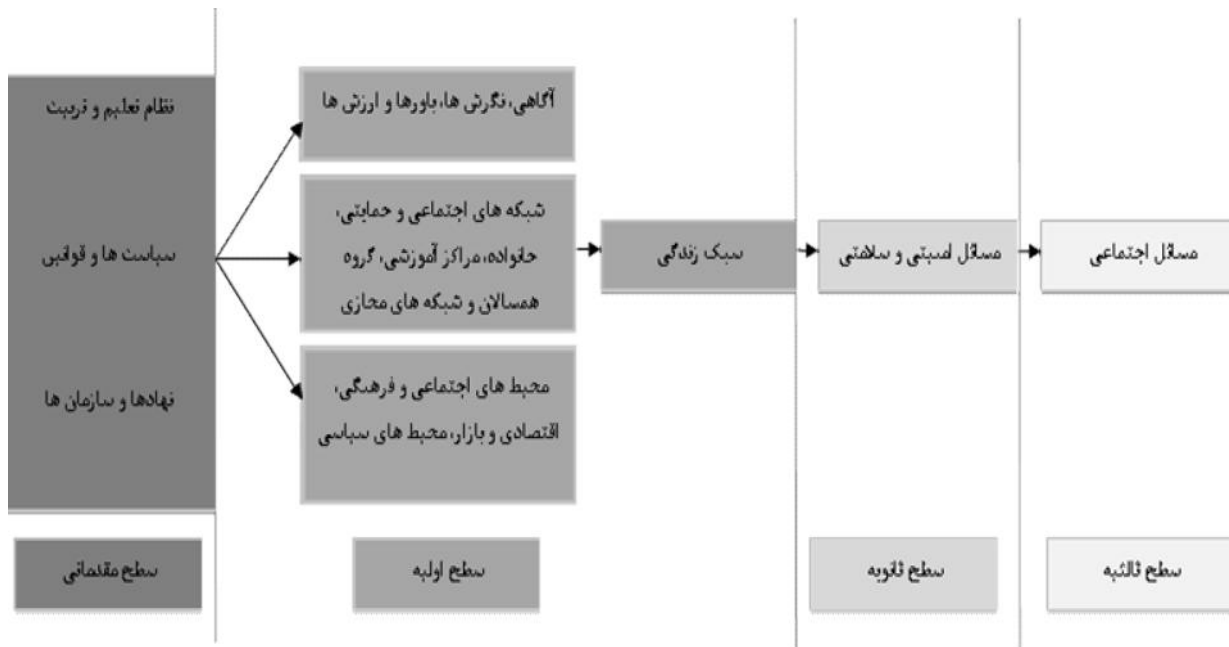 نظام تعلیم و تربیت
سیاست ها و قوانین
نهادها و سازمان ها
سطح مقدماتی
آگاهی، نگرش ها، باورها و ارزش ها
شبکه های اجتماعی و حمایتی،
خانواده، مراکز آموزشی، گروه
همسالان و شبکه های مجازی
محیط های اجتماعی و فرهنگی،
اقتصادی و بازار، محیط های سیاسی
سطح اولیه
سبک زندگی
مسائل امنیتی و سلامتی
سطح ثانویه
مسائل اجتماعی
سطح ثالثیه